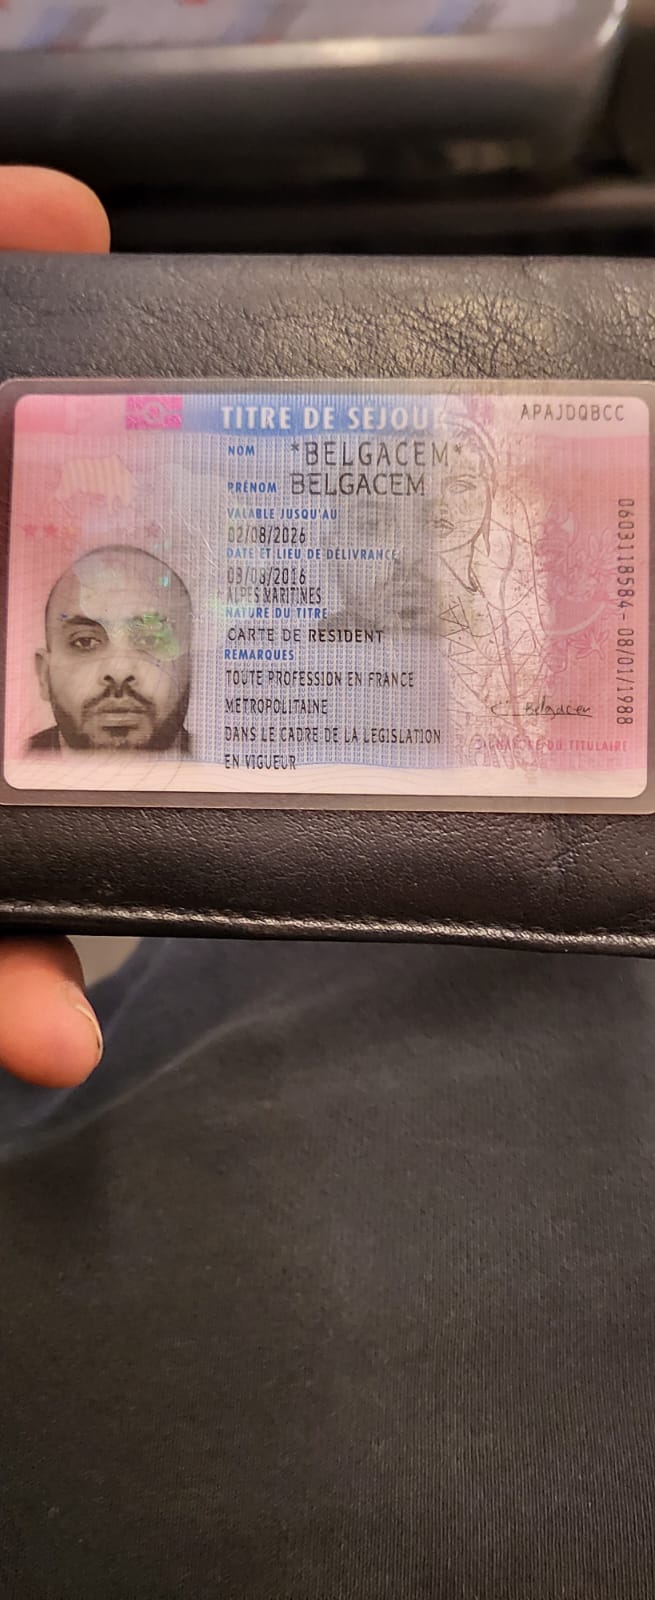 TITRE DE SÉJOUR
APAJDQBCC
NOM *BELGACEM*
PRÉNOM BELGACEM
VALABLE JUSQU'AU
02/08/2026
DATE ET LIEU DE DÉLIVRANCE
03/08/2016
ALPES MARITIMES
NATURE DU TITRE
CARTE DE RESIDENT
REMARQUES
TOUTE PROFESSION EN FRANCE
METROPOLITAINE
DANS LE CADRE DE LA LEGISLATION
EN VIGUEUR
Belgacem
SIGNATURE DU TITULAIRE
0603118584 - 08/01/1988